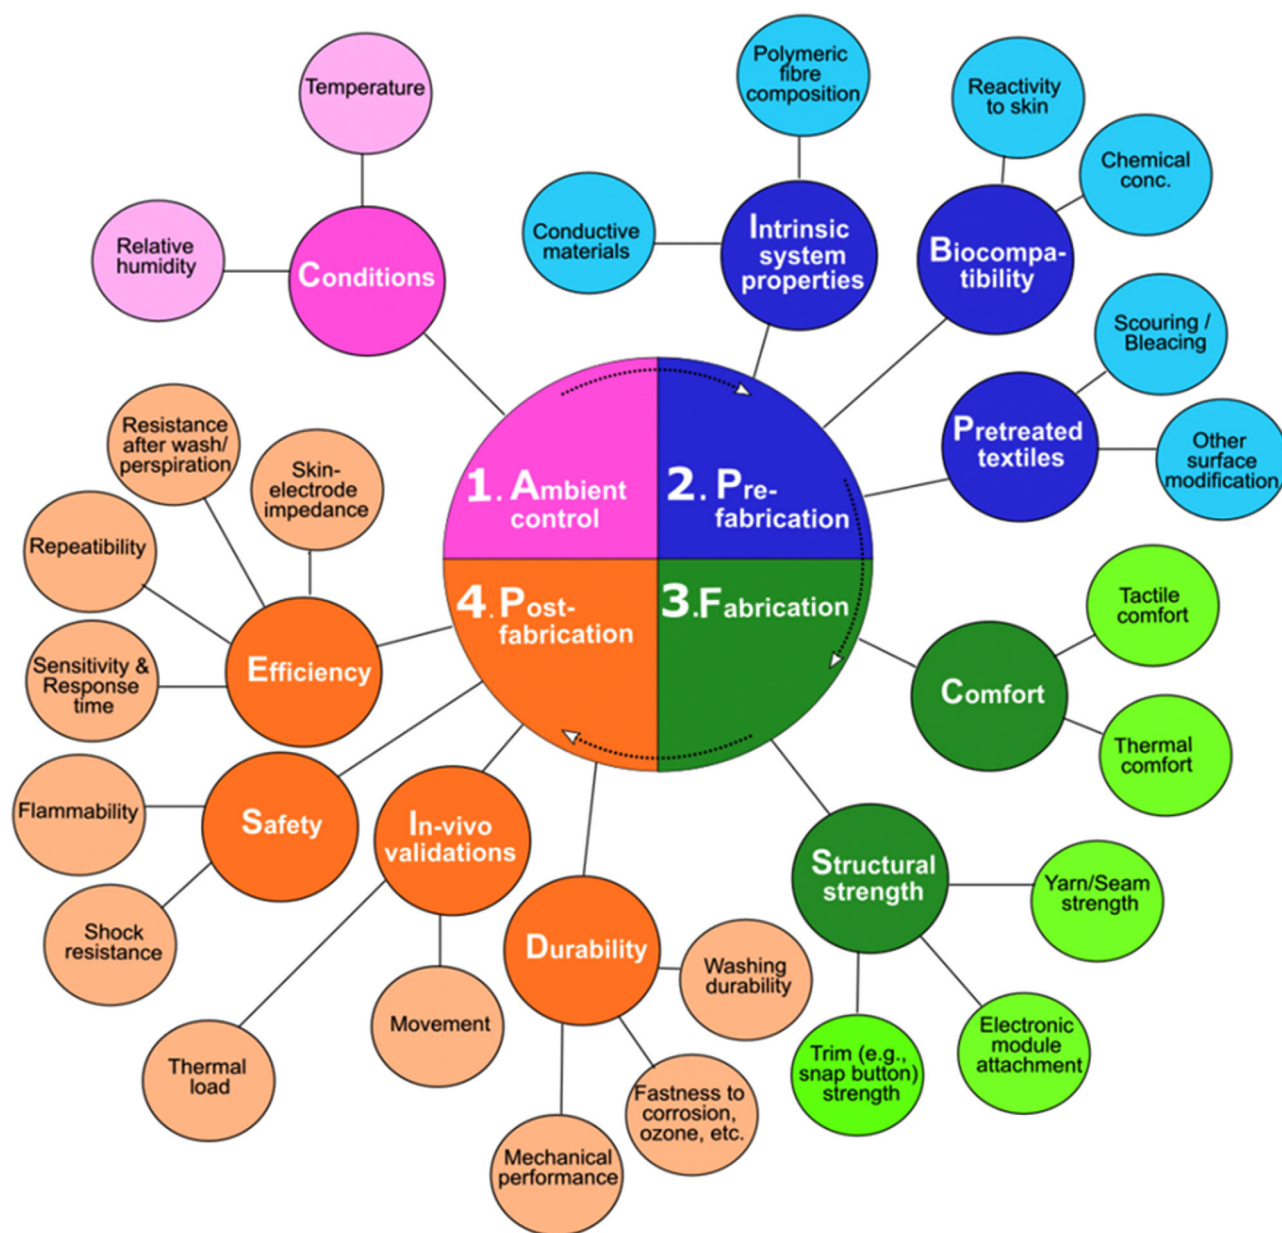 Temperature
Relative
humidity
Conditions
Polymeric
fibre
composition
Conductive
materials
Intrinsic
system
properties
Reactivity
to skin
Chemical
conc.
Biocompa-
tibility
Scouring /
Bleacing
Pretreated
textiles
Other
surface
modification
1. Ambient
control
2. Pre-
fabrication
3.Fabrication
4. Post-
fabrication
Tactile
comfort
Comfort
Thermal
comfort
Structural
strength
Yarn/Seam
strength
Electronic
module
attachment
Trim (e.g.,
snap button)
strength
Resistance
after wash/
perspiration
Skin-
electrode
impedance
Repeatibility
Sensitivity &
Response
time
Efficiency
Flammability
Safety
Shock
resistance
In-vivo
validations
Thermal
load
Movement
Durability
Washing
durability
Fastness to
corrosion,
ozone, etc.
Mechanical
performance